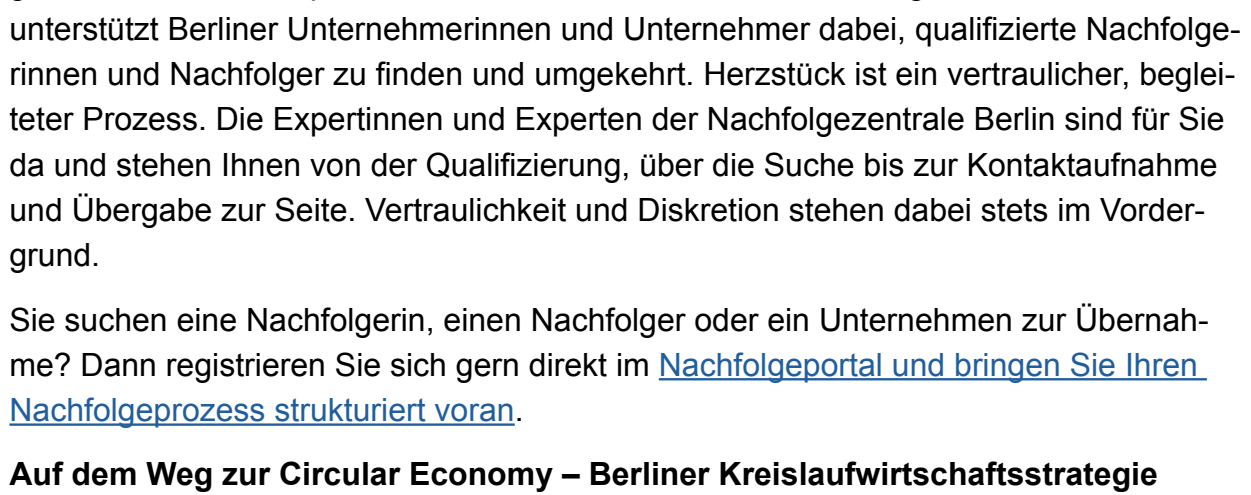 unterstützt Berliner Unternehmerinnen und Unternehmer dabei, qualifizierte Nachfolge-
rinnen und Nachfolger zu finden und umgekehrt. Herzstück ist ein vertraulicher, beglei-
teter Prozess. Die Expertinnen und Experten der Nachfolgezentrale Berlin sind für Sie
da und stehen Ihnen von der Qualifizierung, über die Suche bis zur Kontaktaufnahme
und Übergabe zur Seite. Vertraulichkeit und Diskretion stehen dabei stets im Vorder-
grund.
Sie suchen eine Nachfolgerin, einen Nachfolger oder ein Unternehmen zur Übernah-
me? Dann registrieren Sie sich gern direkt im Nachfolgeportal und bringen Sie Ihren
Nachfolgeprozess strukturiert voran.
Auf dem Weg zur Circular Economy – Berliner Kreislaufwirtschaftsstrategie